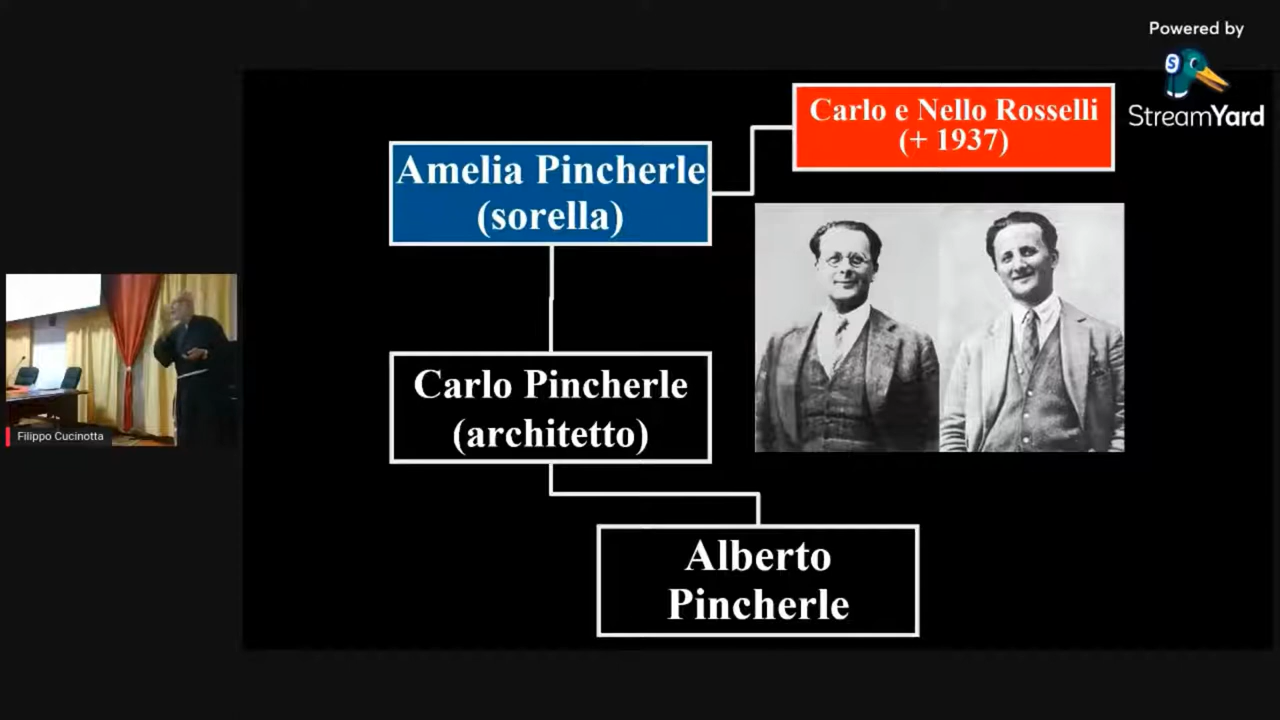 Powered by
S
StreamYard
Carlo e Nello Rosselli
(+ 1937)
Amelia Pincherle
(sorella)
Carlo Pincherle
(architetto)
Alberto
Pincherle
Filippo Cucinotta